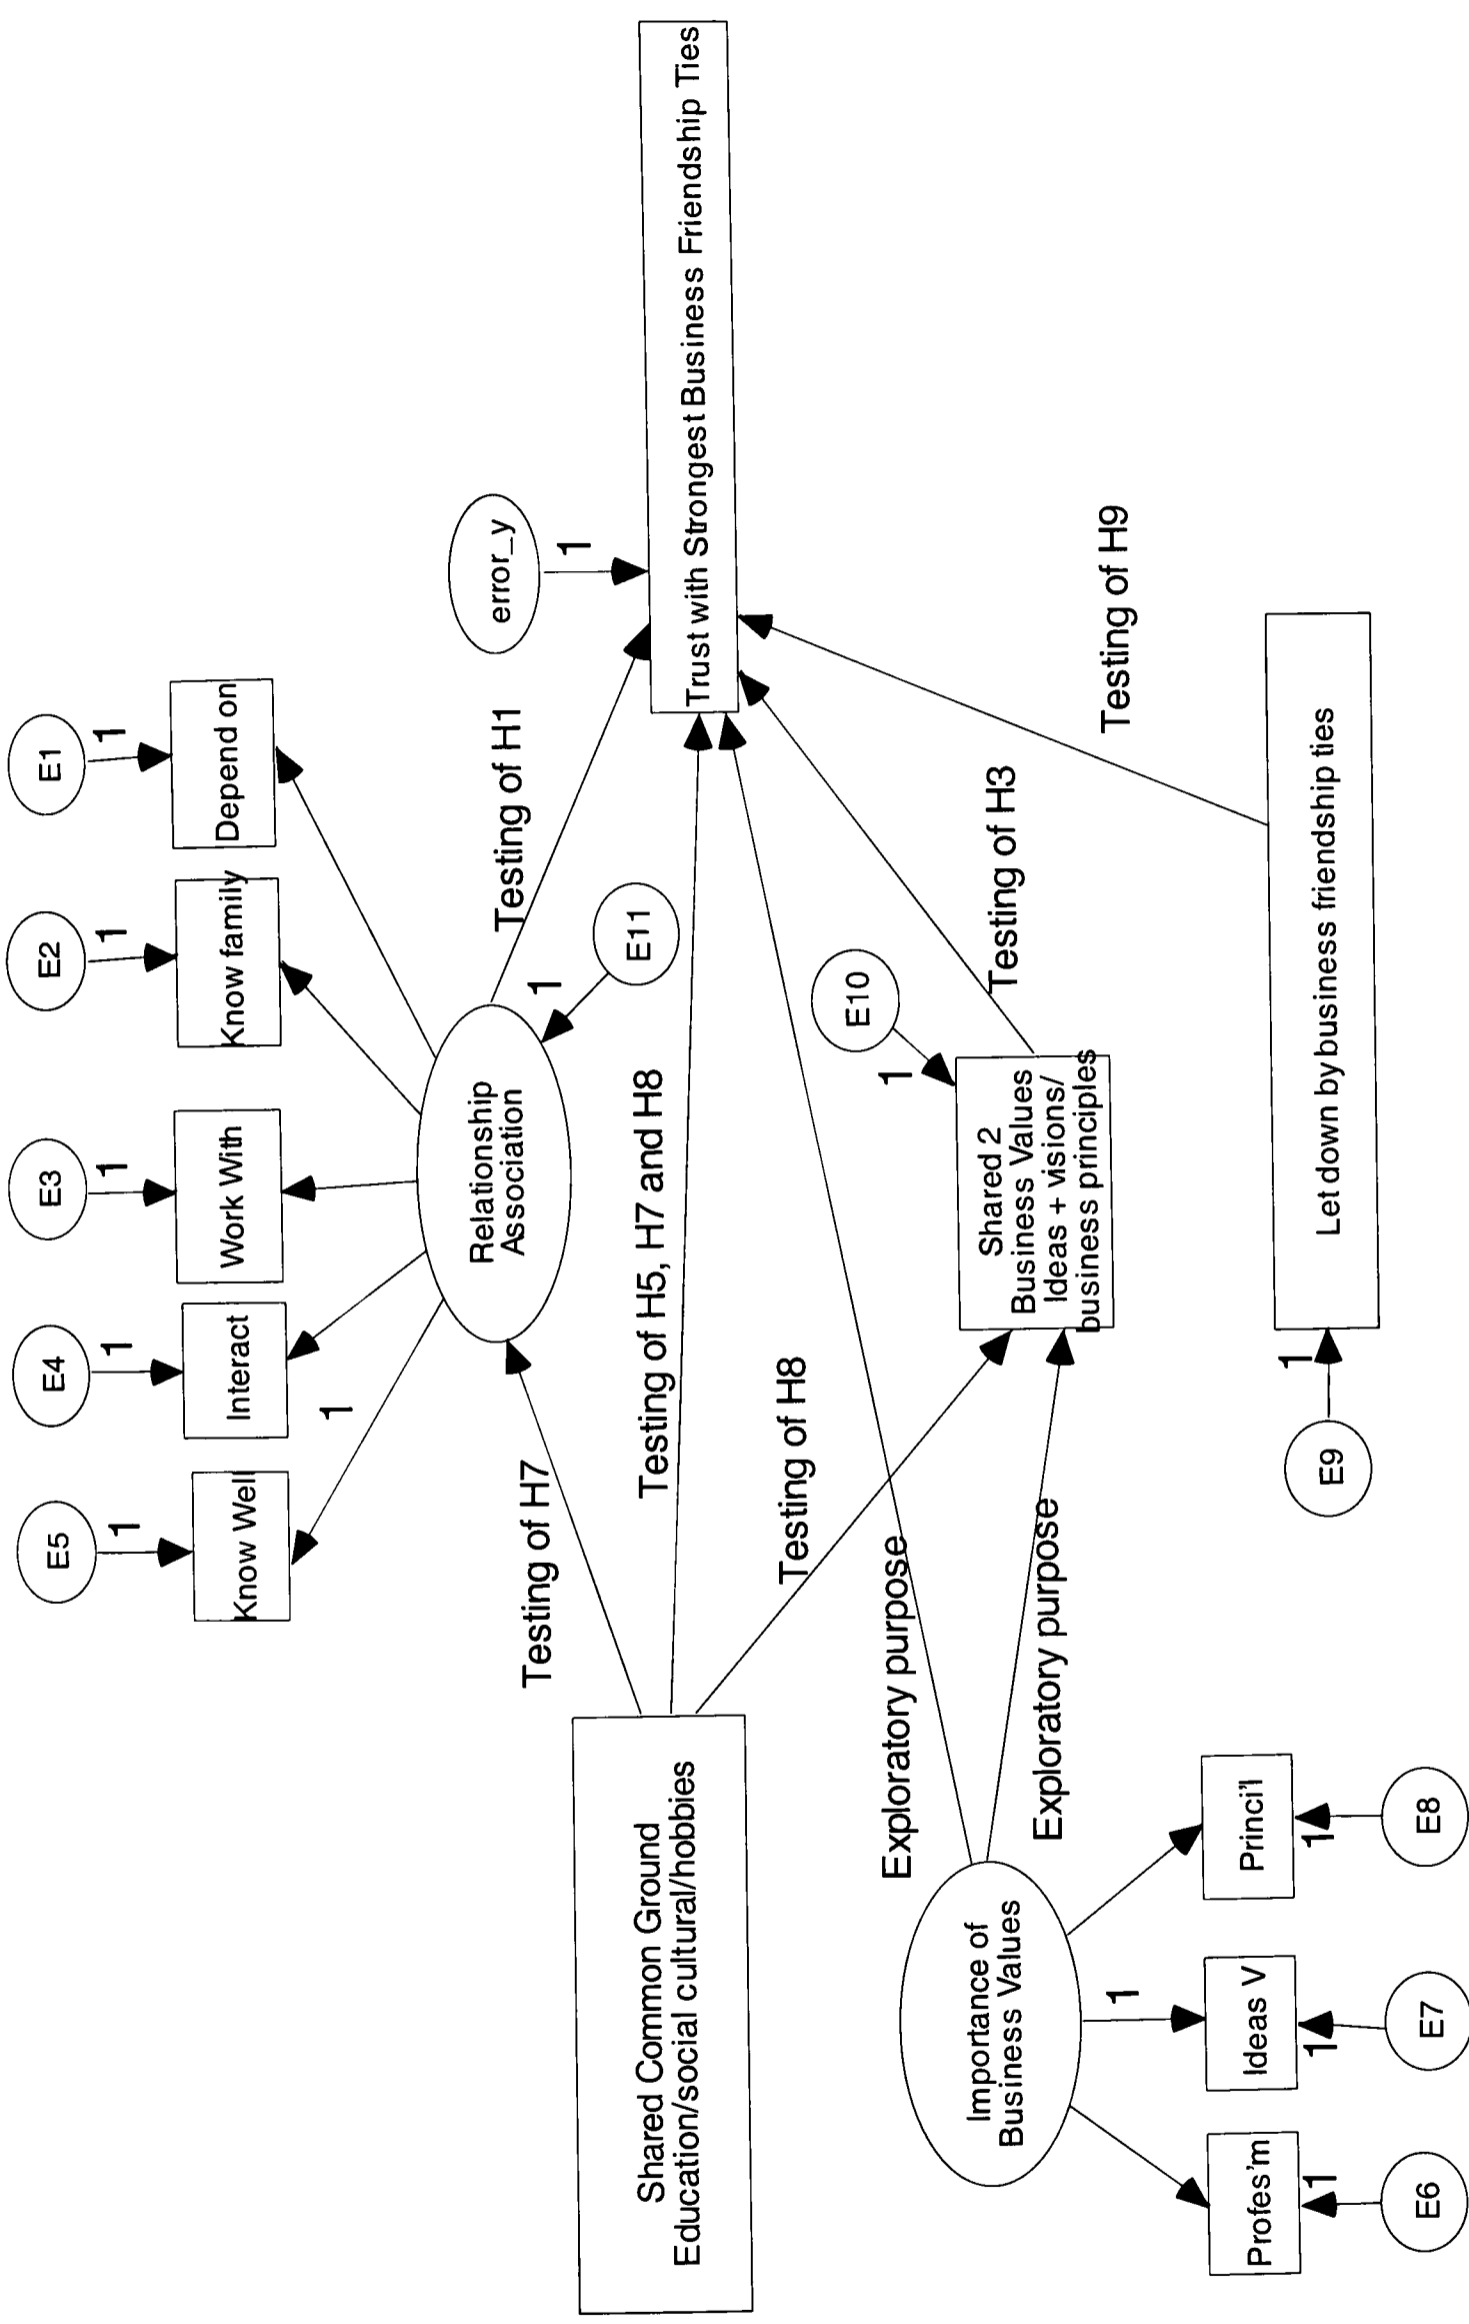 E5
E4
E3
E2
E1
1
1
1
1
1
Know Well
Interact
Work With
Know family
Depend on
1
Relationship
Association
error_y
1
Testing of H7
Testing of H1
1
E11
Shared Common Ground
Education/social cultural/hobbies
Testing of H5, H7 and H8
Trust with Strongest Business Friendship Ties
Testing of H8
E10
1
Exploratory purpose
Exploratory purpose
Importance of
Business Values
Shared 2
Business Values
Ideas + visions/
business principles
Testing of H3
Testing of H9
1
Profes'm
Ideas V
Princi'l
1
1
1
E6
E7
E8
1
E9
Let down by business friendship ties